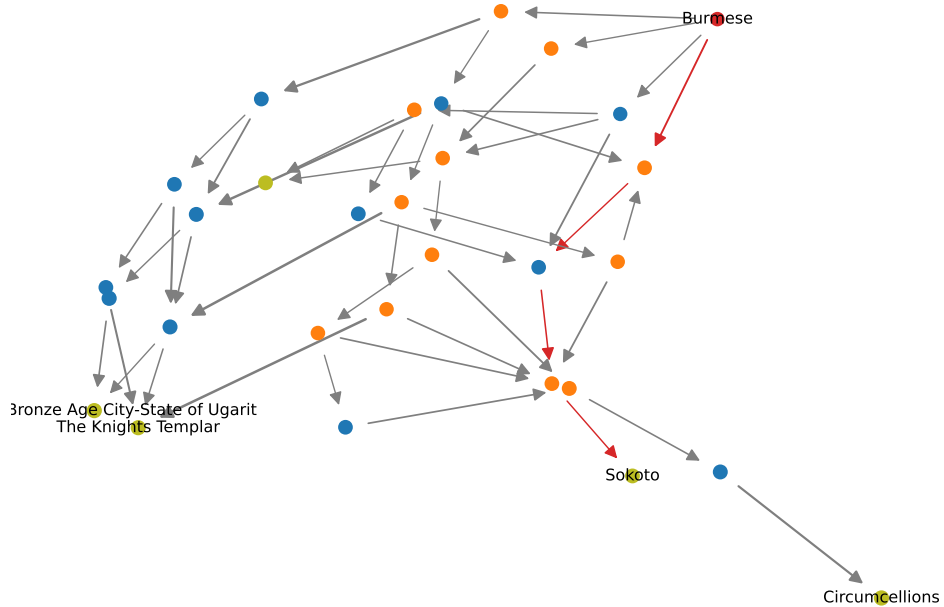 Burmese
Bronze Age City-State of Ugarit
The Knights Templar
Sokoto
Circumcellions